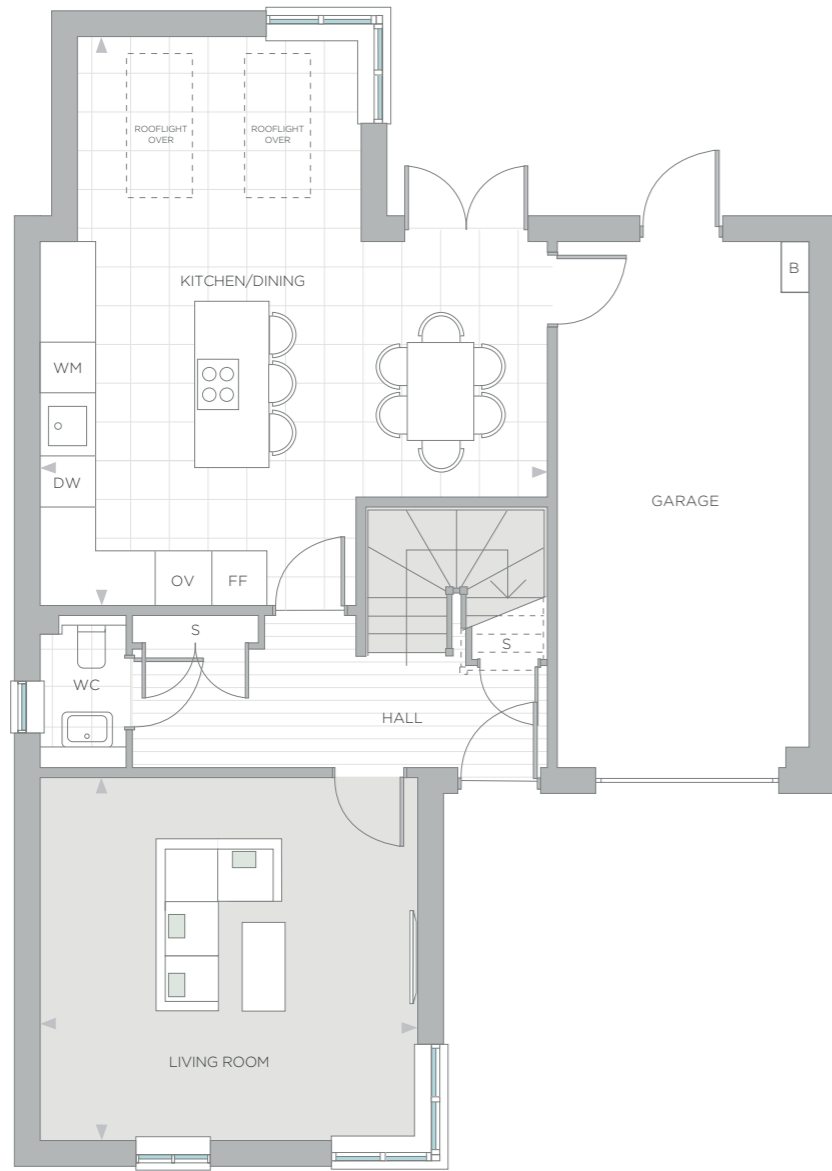 ROOFLIGHT
OVER
ROOFLIGHT
OVER
KITCHEN/DINING
B
WM
DW
GARAGE
OV
FF
S
S
WC
HALL
LIVING ROOM